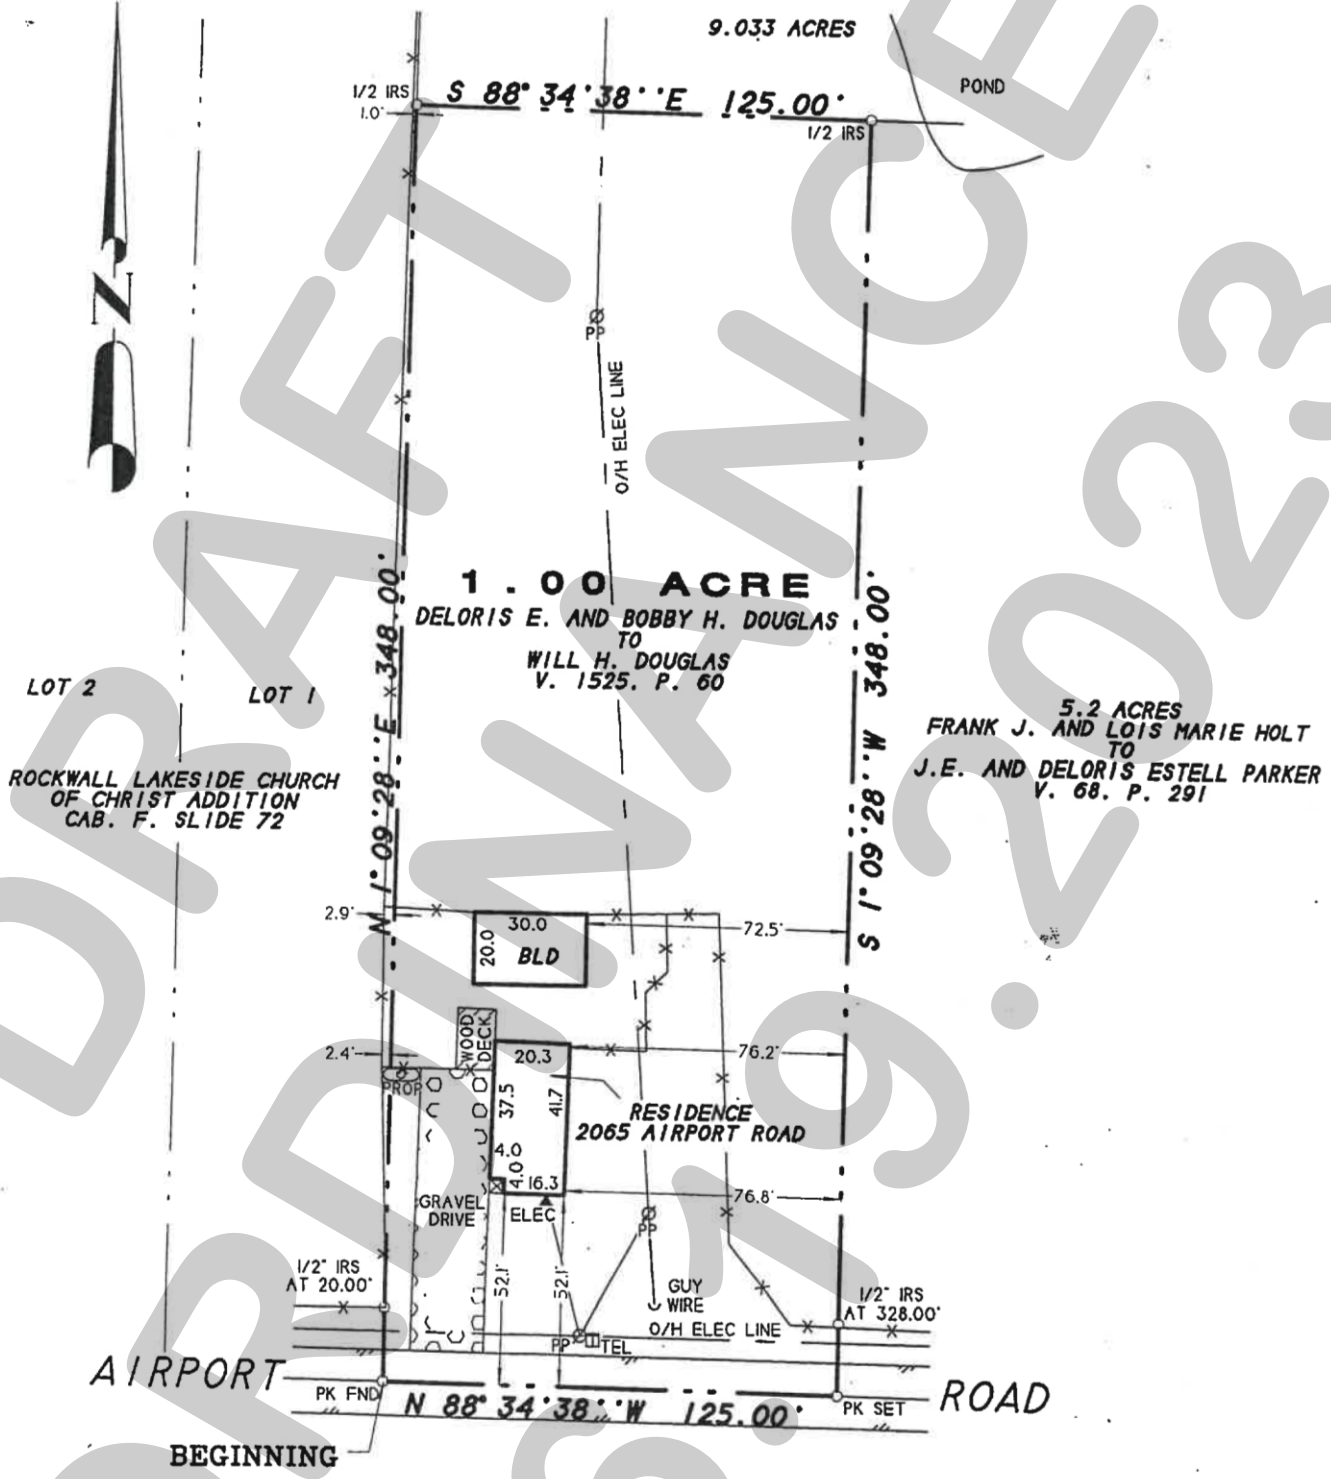 9.033 ACRES
POND
1/2 IRS
S 88° 34' 38'' E 125.00'
1.0'
1/2 IRS
N
PP
O/H ELEC LINE
1.00 ACRE
DELORIS E. AND BOBBY H. DOUGLAS
TO
WILL H. DOUGLAS
V. 1525. P. 60
N 1° 09' 28'' E 348.00'
S 1° 09' 28'' W 348.00'
LOT 2
LOT 1
ROCKWALL LAKESIDE CHURCH
OF CHRIST ADDITION
CAB. F. SLIDE 72
5.2 ACRES
FRANK J. AND LOIS MARIE HOLT
TO
J.E. AND DELORIS ESTELL PARKER
V. 68. P. 291
2.9'
30.0
20.0
BLD
72.5'
WOOD
DECK
2.4'
20.3
76.2'
PROP
37.5
41.7
RESIDENCE
2065 AIRPORT ROAD
4.0
4.0
16.3
76.8'
GRAVEL
DRIVE
ELEC
PP
52.1'
52.1'
GUY
WIRE
1/2" IRS
AT 20.00'
1/2" IRS
AT 328.00'
O/H ELEC LINE
PP
TEL
AIRPORT
ROAD
PK FND
N 88° 34' 38'' W 125.00'
PK SET
BEGINNING
DRAFT
ORDINANCE